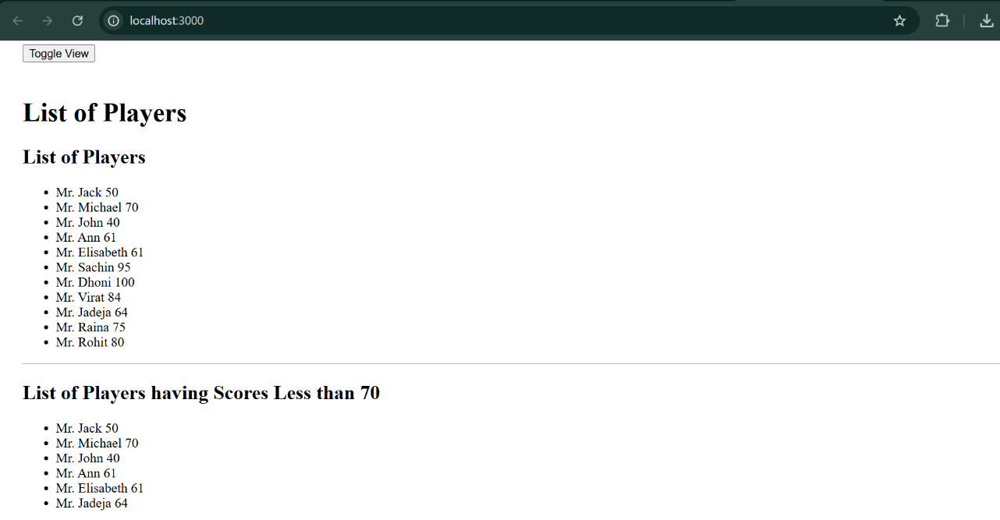 localhost:3000
Toggle View
List of Players
List of Players
Mr. Jack 50
Mr. Michael 70
Mr. John 40
Mr. Ann 61
Mr. Elisabeth 61
Mr. Sachin 95
Mr. Dhoni 100
Mr. Virat 84
Mr. Jadeja 64
Mr. Raina 75
Mr. Rohit 80
List of Players having Scores Less than 70
Mr. Jack 50
Mr. Michael 70
Mr. John 40
Mr. Ann 61
Mr. Elisabeth 61
Mr. Jadeja 64